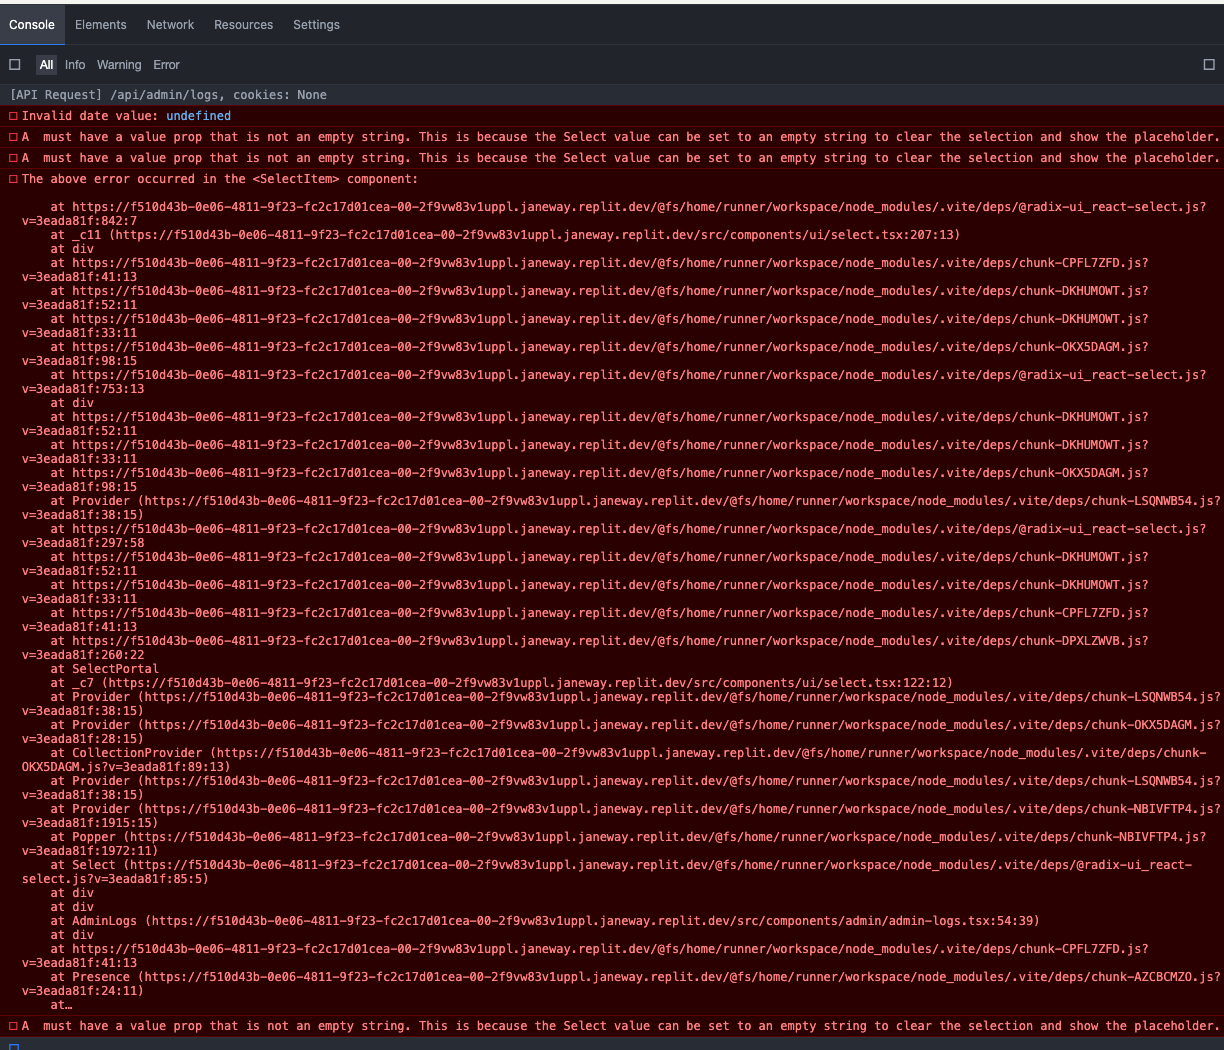 Console Elements Network Resources Settings
All Info Warning Error
[API Request] /api/admin/logs, cookies: None
Invalid date value: undefined
A  must have a value prop that is not an empty string. This is because the Select value can be set to an empty string to clear the selection and show the placeholder.
A  must have a value prop that is not an empty string. This is because the Select value can be set to an empty string to clear the selection and show the placeholder.
The above error occurred in the <SelectItem> component:
at https://f510d43b-0e06-4811-9f23-fc2c17d01cea-00-2f9vw83v1uppl.janeway.replit.dev/@fs/home/runner/workspace/node_modules/.vite/deps/@radix-ui_react-select.js?
v=3eada81f:842:7
at _c11 (https://f510d43b-0e06-4811-9f23-fc2c17d01cea-00-2f9vw83v1uppl.janeway.replit.dev/src/components/ui/select.tsx:207:13)
at div
at https://f510d43b-0e06-4811-9f23-fc2c17d01cea-00-2f9vw83v1uppl.janeway.replit.dev/@fs/home/runner/workspace/node_modules/.vite/deps/chunk-CPFL7ZFD.js?
v=3eada81f:41:13
at https://f510d43b-0e06-4811-9f23-fc2c17d01cea-00-2f9vw83v1uppl.janeway.replit.dev/@fs/home/runner/workspace/node_modules/.vite/deps/chunk-DKHUMOWT.js?
v=3eada81f:52:11
at https://f510d43b-0e06-4811-9f23-fc2c17d01cea-00-2f9vw83v1uppl.janeway.replit.dev/@fs/home/runner/workspace/node_modules/.vite/deps/chunk-DKHUMOWT.js?
v=3eada81f:33:11
at https://f510d43b-0e06-4811-9f23-fc2c17d01cea-00-2f9vw83v1uppl.janeway.replit.dev/@fs/home/runner/workspace/node_modules/.vite/deps/chunk-OKX5DAGM.js?
v=3eada81f:98:15
at https://f510d43b-0e06-4811-9f23-fc2c17d01cea-00-2f9vw83v1uppl.janeway.replit.dev/@fs/home/runner/workspace/node_modules/.vite/deps/@radix-ui_react-select.js?
v=3eada81f:753:13
at div
at https://f510d43b-0e06-4811-9f23-fc2c17d01cea-00-2f9vw83v1uppl.janeway.replit.dev/@fs/home/runner/workspace/node_modules/.vite/deps/chunk-DKHUMOWT.js?
v=3eada81f:52:11
at https://f510d43b-0e06-4811-9f23-fc2c17d01cea-00-2f9vw83v1uppl.janeway.replit.dev/@fs/home/runner/workspace/node_modules/.vite/deps/chunk-DKHUMOWT.js?
v=3eada81f:33:11
at https://f510d43b-0e06-4811-9f23-fc2c17d01cea-00-2f9vw83v1uppl.janeway.replit.dev/@fs/home/runner/workspace/node_modules/.vite/deps/chunk-OKX5DAGM.js?
v=3eada81f:98:15
at Provider (https://f510d43b-0e06-4811-9f23-fc2c17d01cea-00-2f9vw83v1uppl.janeway.replit.dev/@fs/home/runner/workspace/node_modules/.vite/deps/chunk-LSQNWB54.js?
v=3eada81f:38:15)
at https://f510d43b-0e06-4811-9f23-fc2c17d01cea-00-2f9vw83v1uppl.janeway.replit.dev/@fs/home/runner/workspace/node_modules/.vite/deps/@radix-ui_react-select.js?
v=3eada81f:297:58
at https://f510d43b-0e06-4811-9f23-fc2c17d01cea-00-2f9vw83v1uppl.janeway.replit.dev/@fs/home/runner/workspace/node_modules/.vite/deps/chunk-DKHUMOWT.js?
v=3eada81f:52:11
at https://f510d43b-0e06-4811-9f23-fc2c17d01cea-00-2f9vw83v1uppl.janeway.replit.dev/@fs/home/runner/workspace/node_modules/.vite/deps/chunk-DKHUMOWT.js?
v=3eada81f:33:11
at https://f510d43b-0e06-4811-9f23-fc2c17d01cea-00-2f9vw83v1uppl.janeway.replit.dev/@fs/home/runner/workspace/node_modules/.vite/deps/chunk-CPFL7ZFD.js?
v=3eada81f:41:13
at https://f510d43b-0e06-4811-9f23-fc2c17d01cea-00-2f9vw83v1uppl.janeway.replit.dev/@fs/home/runner/workspace/node_modules/.vite/deps/chunk-DPXLZWVB.js?
v=3eada81f:260:22
at SelectPortal
at _c7 (https://f510d43b-0e06-4811-9f23-fc2c17d01cea-00-2f9vw83v1uppl.janeway.replit.dev/src/components/ui/select.tsx:122:12)
at Provider (https://f510d43b-0e06-4811-9f23-fc2c17d01cea-00-2f9vw83v1uppl.janeway.replit.dev/@fs/home/runner/workspace/node_modules/.vite/deps/chunk-LSQNWB54.js?
v=3eada81f:38:15)
at Provider (https://f510d43b-0e06-4811-9f23-fc2c17d01cea-00-2f9vw83v1uppl.janeway.replit.dev/@fs/home/runner/workspace/node_modules/.vite/deps/chunk-OKX5DAGM.js?
v=3eada81f:28:15)
at CollectionProvider (https://f510d43b-0e06-4811-9f23-fc2c17d01cea-00-2f9vw83v1uppl.janeway.replit.dev/@fs/home/runner/workspace/node_modules/.vite/deps/chunk-
OKX5DAGM.js?v=3eada81f:89:13)
at Provider (https://f510d43b-0e06-4811-9f23-fc2c17d01cea-00-2f9vw83v1uppl.janeway.replit.dev/@fs/home/runner/workspace/node_modules/.vite/deps/chunk-LSQNWB54.js?
v=3eada81f:38:15)
at Provider (https://f510d43b-0e06-4811-9f23-fc2c17d01cea-00-2f9vw83v1uppl.janeway.replit.dev/@fs/home/runner/workspace/node_modules/.vite/deps/chunk-NBIVFTP4.js?
v=3eada81f:1915:15)
at Popper (https://f510d43b-0e06-4811-9f23-fc2c17d01cea-00-2f9vw83v1uppl.janeway.replit.dev/@fs/home/runner/workspace/node_modules/.vite/deps/chunk-NBIVFTP4.js?
v=3eada81f:1972:11)
at Select (https://f510d43b-0e06-4811-9f23-fc2c17d01cea-00-2f9vw83v1uppl.janeway.replit.dev/@fs/home/runner/workspace/node_modules/.vite/deps/@radix-ui_react-
select.js?v=3eada81f:85:5)
at div
at div
at AdminLogs (https://f510d43b-0e06-4811-9f23-fc2c17d01cea-00-2f9vw83v1uppl.janeway.replit.dev/src/components/admin/admin-logs.tsx:54:39)
at div
at https://f510d43b-0e06-4811-9f23-fc2c17d01cea-00-2f9vw83v1uppl.janeway.replit.dev/@fs/home/runner/workspace/node_modules/.vite/deps/chunk-CPFL7ZFD.js?
v=3eada81f:41:13
at Presence (https://f510d43b-0e06-4811-9f23-fc2c17d01cea-00-2f9vw83v1uppl.janeway.replit.dev/@fs/home/runner/workspace/node_modules/.vite/deps/chunk-AZCBCMZO.js?
v=3eada81f:24:11)
at…
A  must have a value prop that is not an empty string. This is because the Select value can be set to an empty string to clear the selection and show the placeholder.